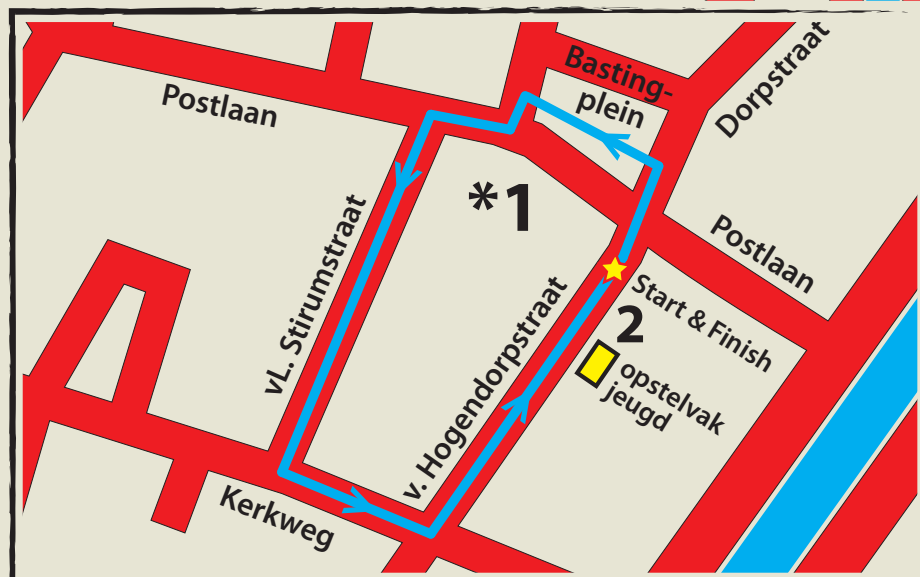 Basting-
plein
Dorpstraat
Postlaan
*1
vL. Stirumstraat
Postlaan
v. Hogendorpstraat
Start & Finish
2
opstelvak
jeugd
Kerkweg